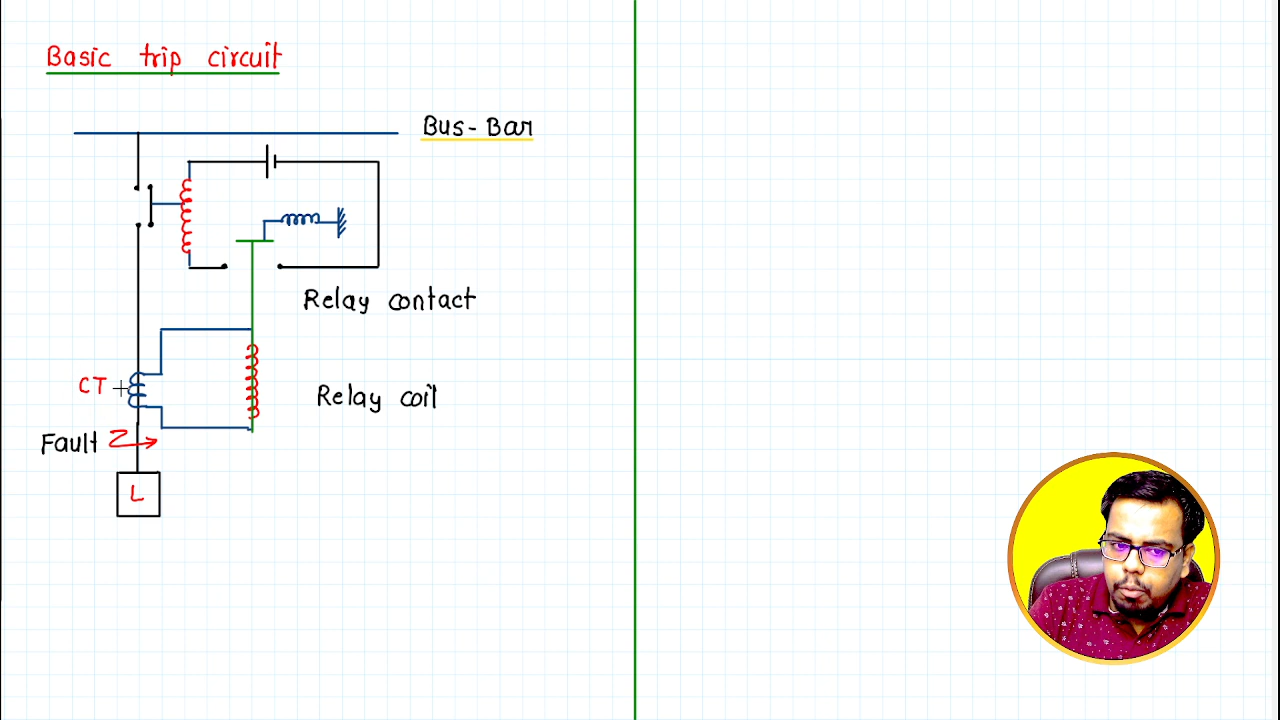 Basic trip circuit
Bus-Bar
Relay contact
CT
Relay coil
Fault
L